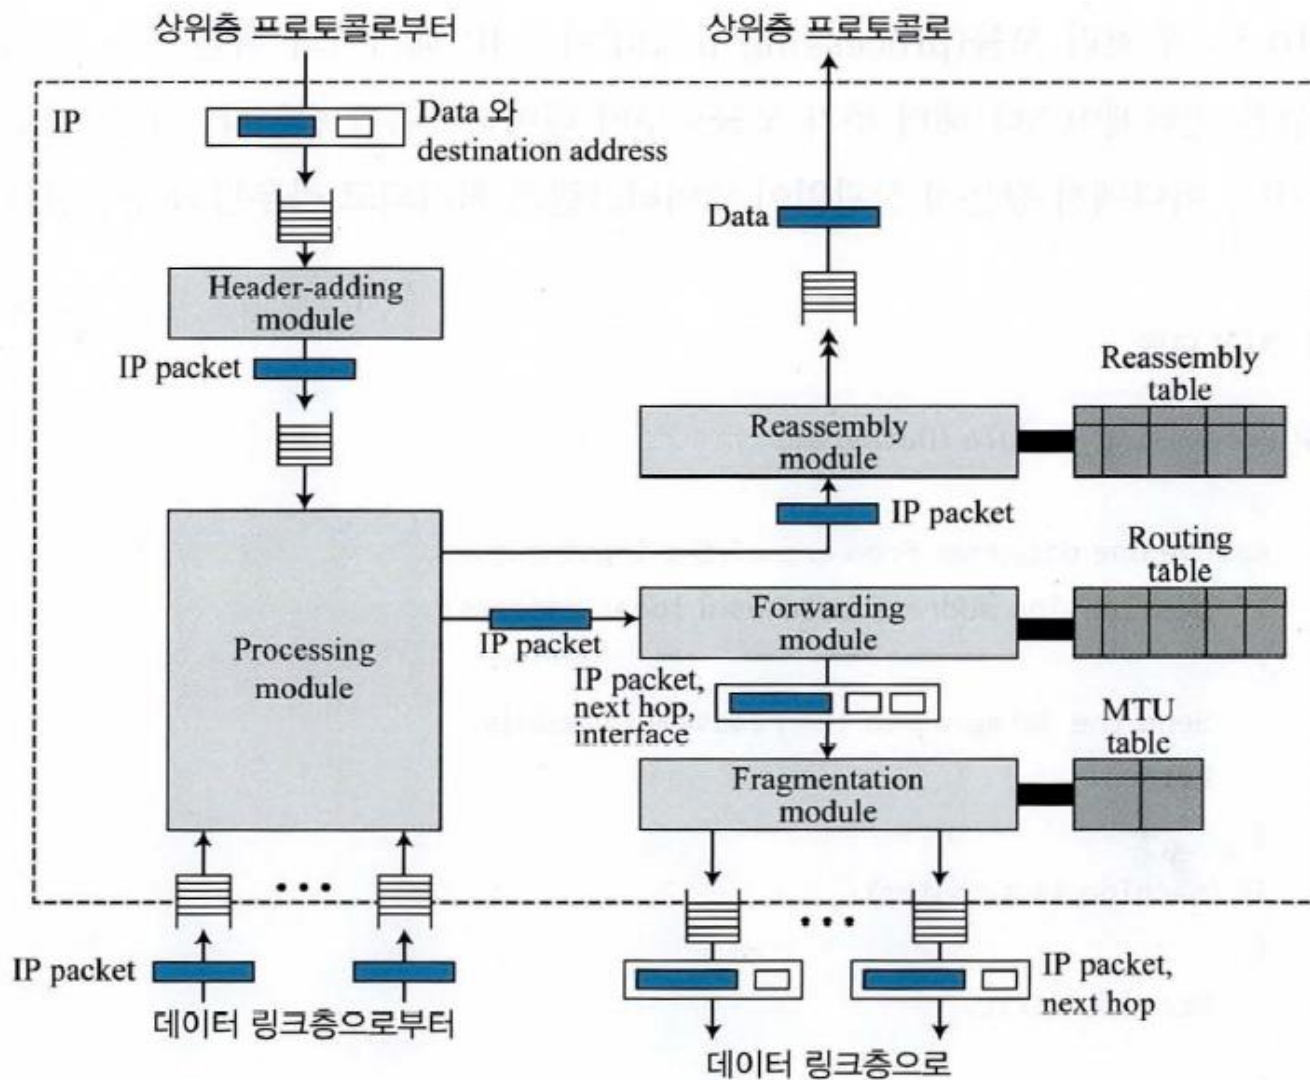 상위층 프로토콜로부터
상위층 프로토콜로
IP
Data 와
destination address
Data
Header-adding
module
IP packet
Reassembly
table
Reassembly
module
IP packet
Routing
table
Processing
module
IP packet
Forwarding
module
IP packet,
next hop,
interface
MTU
table
Fragmentation
module
IP packet
데이터 링크층으로부터
IP packet,
next hop
데이터 링크층으로